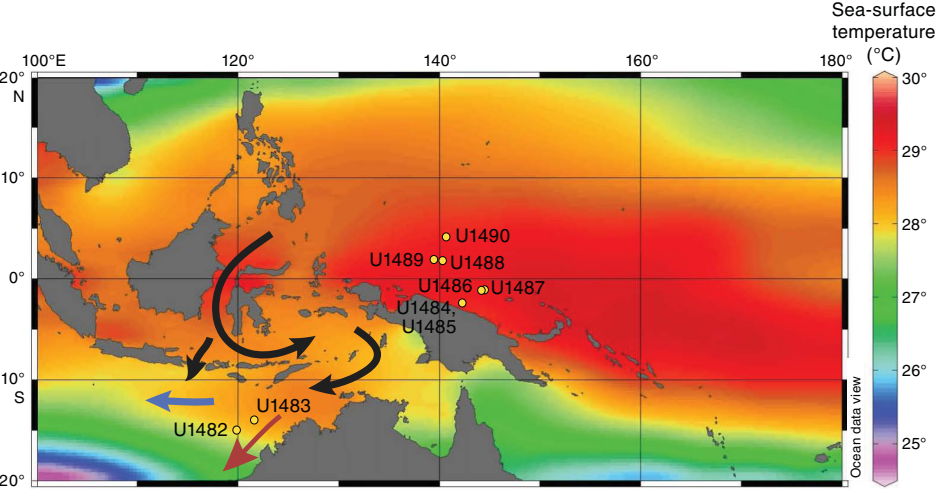 Sea-surface
temperature
(°C)
100°E
120°
140°
160°
180°
20°
N
10°
0°
10°
S
20°
U1490
U1489
U1488
U1486
U1487
U1484,
U1485
U1483
U1482
30°
29°
28°
27°
26°
25°
Ocean data view